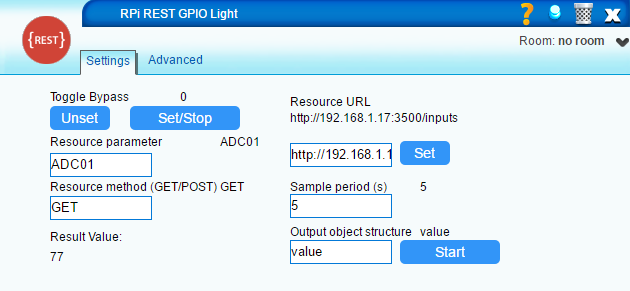 RPi REST GPIO Light
{REST}
Room: no room
Settings
Advanced
Toggle Bypass 0
Unset
Set/Stop
Resource parameter ADC01
ADC01
Resource method (GET/POST) GET
GET
Result Value:
77
Resource URL
http://192.168.1.17:3500/inputs
http://192.168.1.1
Set
Sample period (s) 5
5
Output object structure value
value
Start